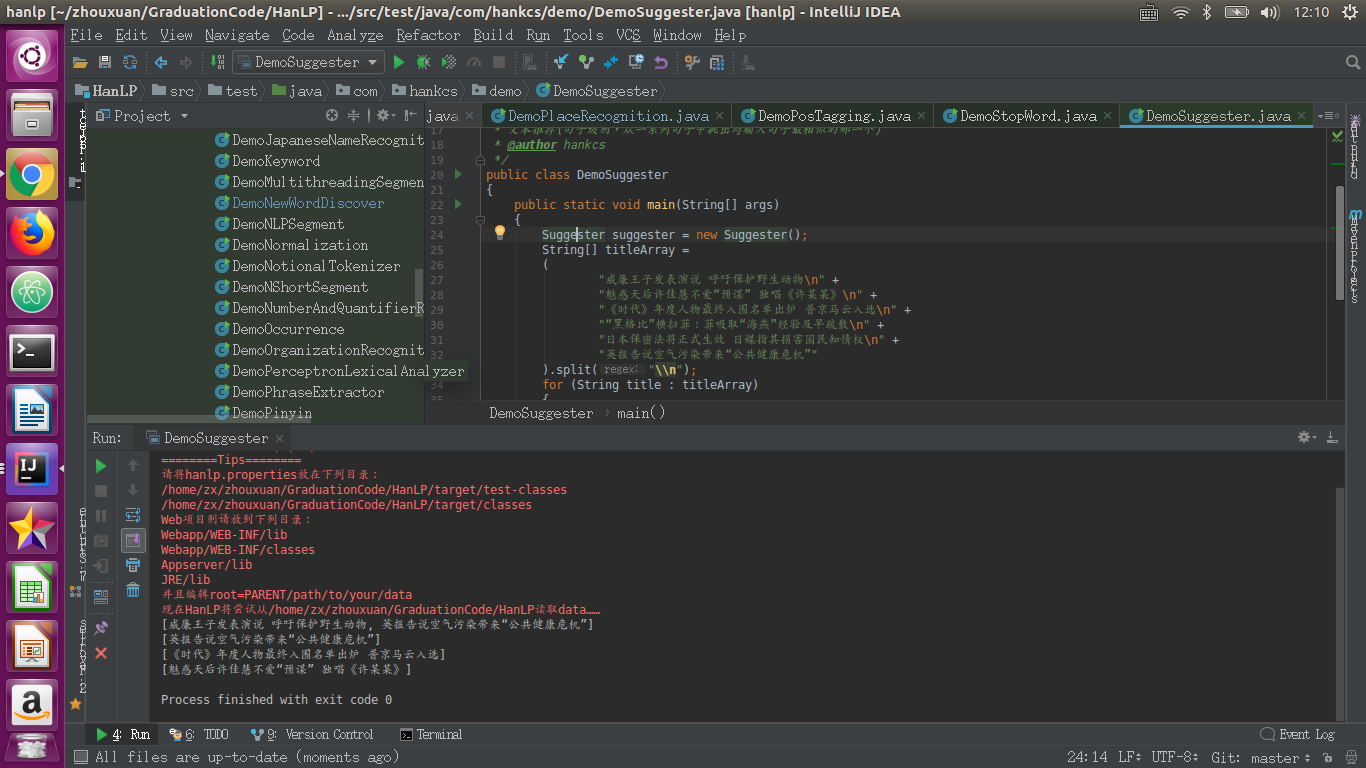 hanlp [~/zhouxuan/GraduationCode/HanLP] - .../src/test/java/com/hankcs/demo/DemoSuggester.java [hanlp] - IntelliJ IDEA
12:10
File Edit View Navigate Code Analyze Refactor Build Run Tools VCS Window Help
DemoSuggester
HanLP src test java com hankcs demo DemoSuggester
Project
java DemoPlaceRecognition.java DemoPosTagging.java DemoStopWord.java DemoSuggester.java
DemoJapaneseNameRecognit
DemoKeyword
DemoMultithreadingSegmen
DemoNewWordDiscover
DemoNLPSegment
DemoNormalization
DemoNotionalTokenizer
DemoNShortSegment
DemoNumberAndQuantifierR
DemoOccurrence
DemoOrganizationRecognit
DemoPerceptronLexicalAnalyzer
DemoPhraseExtractor
DemoPinyin
17 * 文本推荐(句子级别,从一系列句子中挑出与输入句子最相似的那一个)
18 * @author hankcs
19 */
20 public class DemoSuggester
21 {
22 public static void main(String[] args)
23 {
24 Suggester suggester = new Suggester();
25 String[] titleArray =
26 (
27 "威廉王子发表演说 呼吁保护野生动物\n" +
28 "魅惑天后许佳慧不爱“预谋” 独唱《许某某》\n" +
29 "《时代》年度人物最终入围名单出炉 普京马云入选\n" +
30 "“黑格比”横扫菲：菲吸取“海燕”经验及早疏散\n" +
31 "日本保密法将正式生效 日媒指其损害国民知情权\n" +
32 "英报告说空气污染带来“公共健康危机”"
).split( regex: "\\n");
34 for (String title : titleArray)
35 {
DemoSuggester main()
Run: DemoSuggester
========Tips========
请将hanlp.properties放在下列目录：
/home/zx/zhouxuan/GraduationCode/HanLP/target/test-classes
/home/zx/zhouxuan/GraduationCode/HanLP/target/classes
Web项目则请放到下列目录：
Webapp/WEB-INF/lib
Webapp/WEB-INF/classes
Appserver/lib
JRE/lib
并且编辑root=PARENT/path/to/your/data
现在HanLP将尝试从/home/zx/zhouxuan/GraduationCode/HanLP读取data……
[威廉王子发表演说 呼吁保护野生动物, 英报告说空气污染带来“公共健康危机”]
[英报告说空气污染带来“公共健康危机”]
[《时代》年度人物最终入围名单出炉 普京马云入选]
[魅惑天后许佳慧不爱“预谋” 独唱《许某某》]
Process finished with exit code 0
4: Run 6: TODO 9: Version Control Terminal Event Log
All files are up-to-date (moments ago) 24:14 LF UTF-8 Git: master